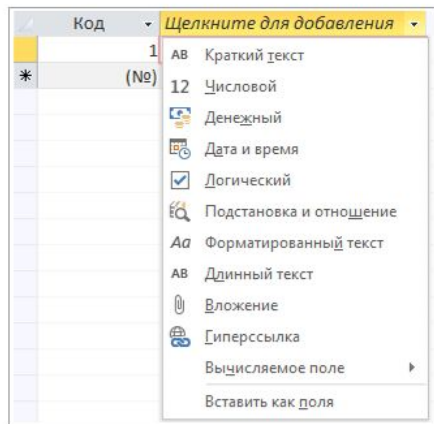 Код Щелкните для добавления
1
(№)
AB Краткий текст
12 Числовой
Денежный
Дата и время
Логический
Подстановка и отношение
Aa Форматированный текст
AB Длинный текст
Вложение
Гиперссылка
Вычисляемое поле
Вставить как поля